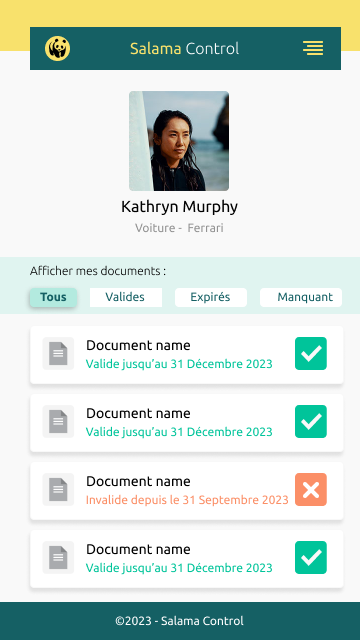 Salama Control
Kathryn Murphy
Voiture - Ferrari
Afficher mes documents :
Tous Valides Expirés Manquant
Document name
Valide jusqu’au 31 Décembre 2023
Document name
Valide jusqu’au 31 Décembre 2023
Document name
Invalide depuis le 31 Septembre 2023
Document name
Valide jusqu’au 31 Décembre 2023
©2023 - Salama Control